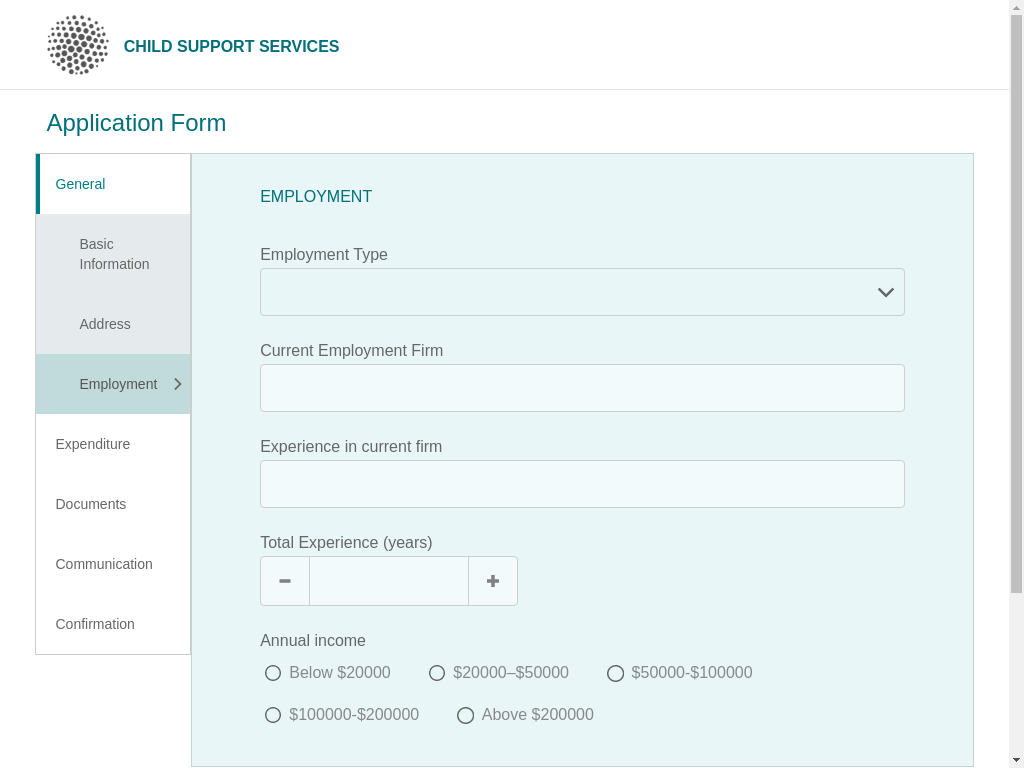 CHILD SUPPORT SERVICES
Application Form
General
Basic
Information
Address
Employment
Expenditure
Documents
Communication
Confirmation
EMPLOYMENT
Employment Type
Current Employment Firm
Experience in current firm
Total Experience (years)
Annual income
Below $20000 $20000–$50000 $50000-$100000
$100000-$200000 Above $200000